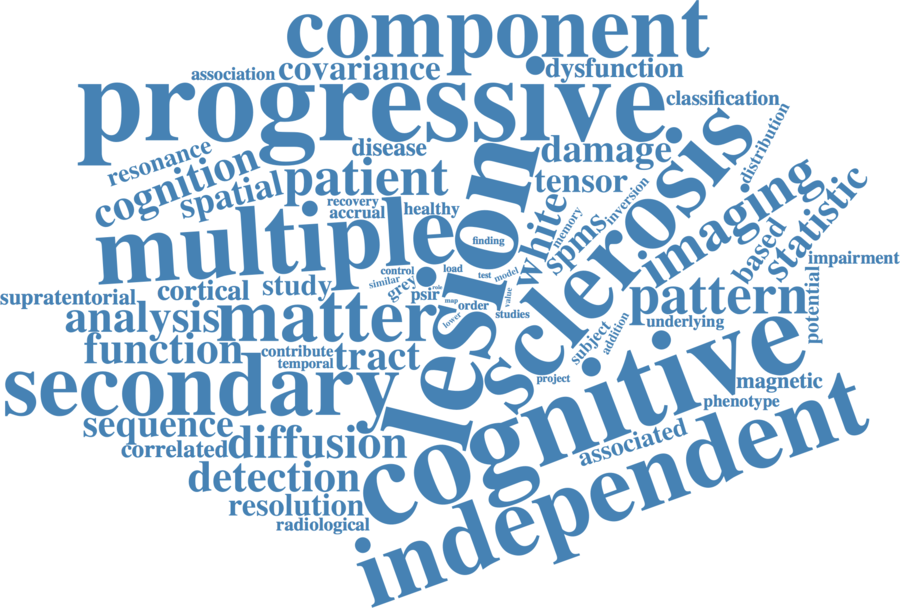 component
association
covariance
dysfunction
progressive
classification
distribution
resonance
disease
damage
sclerosis
cognition
spatial
patient
tensor
imaging
statistic
recovery
accrual
healthy
lesion
white
memory
inversion
spms
multiple
finding
based
impairment
control
load
test
model
similar
grey
psir
rule
map
order
value
lower
studies
supratentorial
cortical
study
pattern
potential
analysis
matter
underlying
function
contribute
temporal
tract
subject
addition
project
secondary
cognitive
magnetic
phenotype
sequence
correlated
diffusion
associated
detection
independent
resolution
radiological